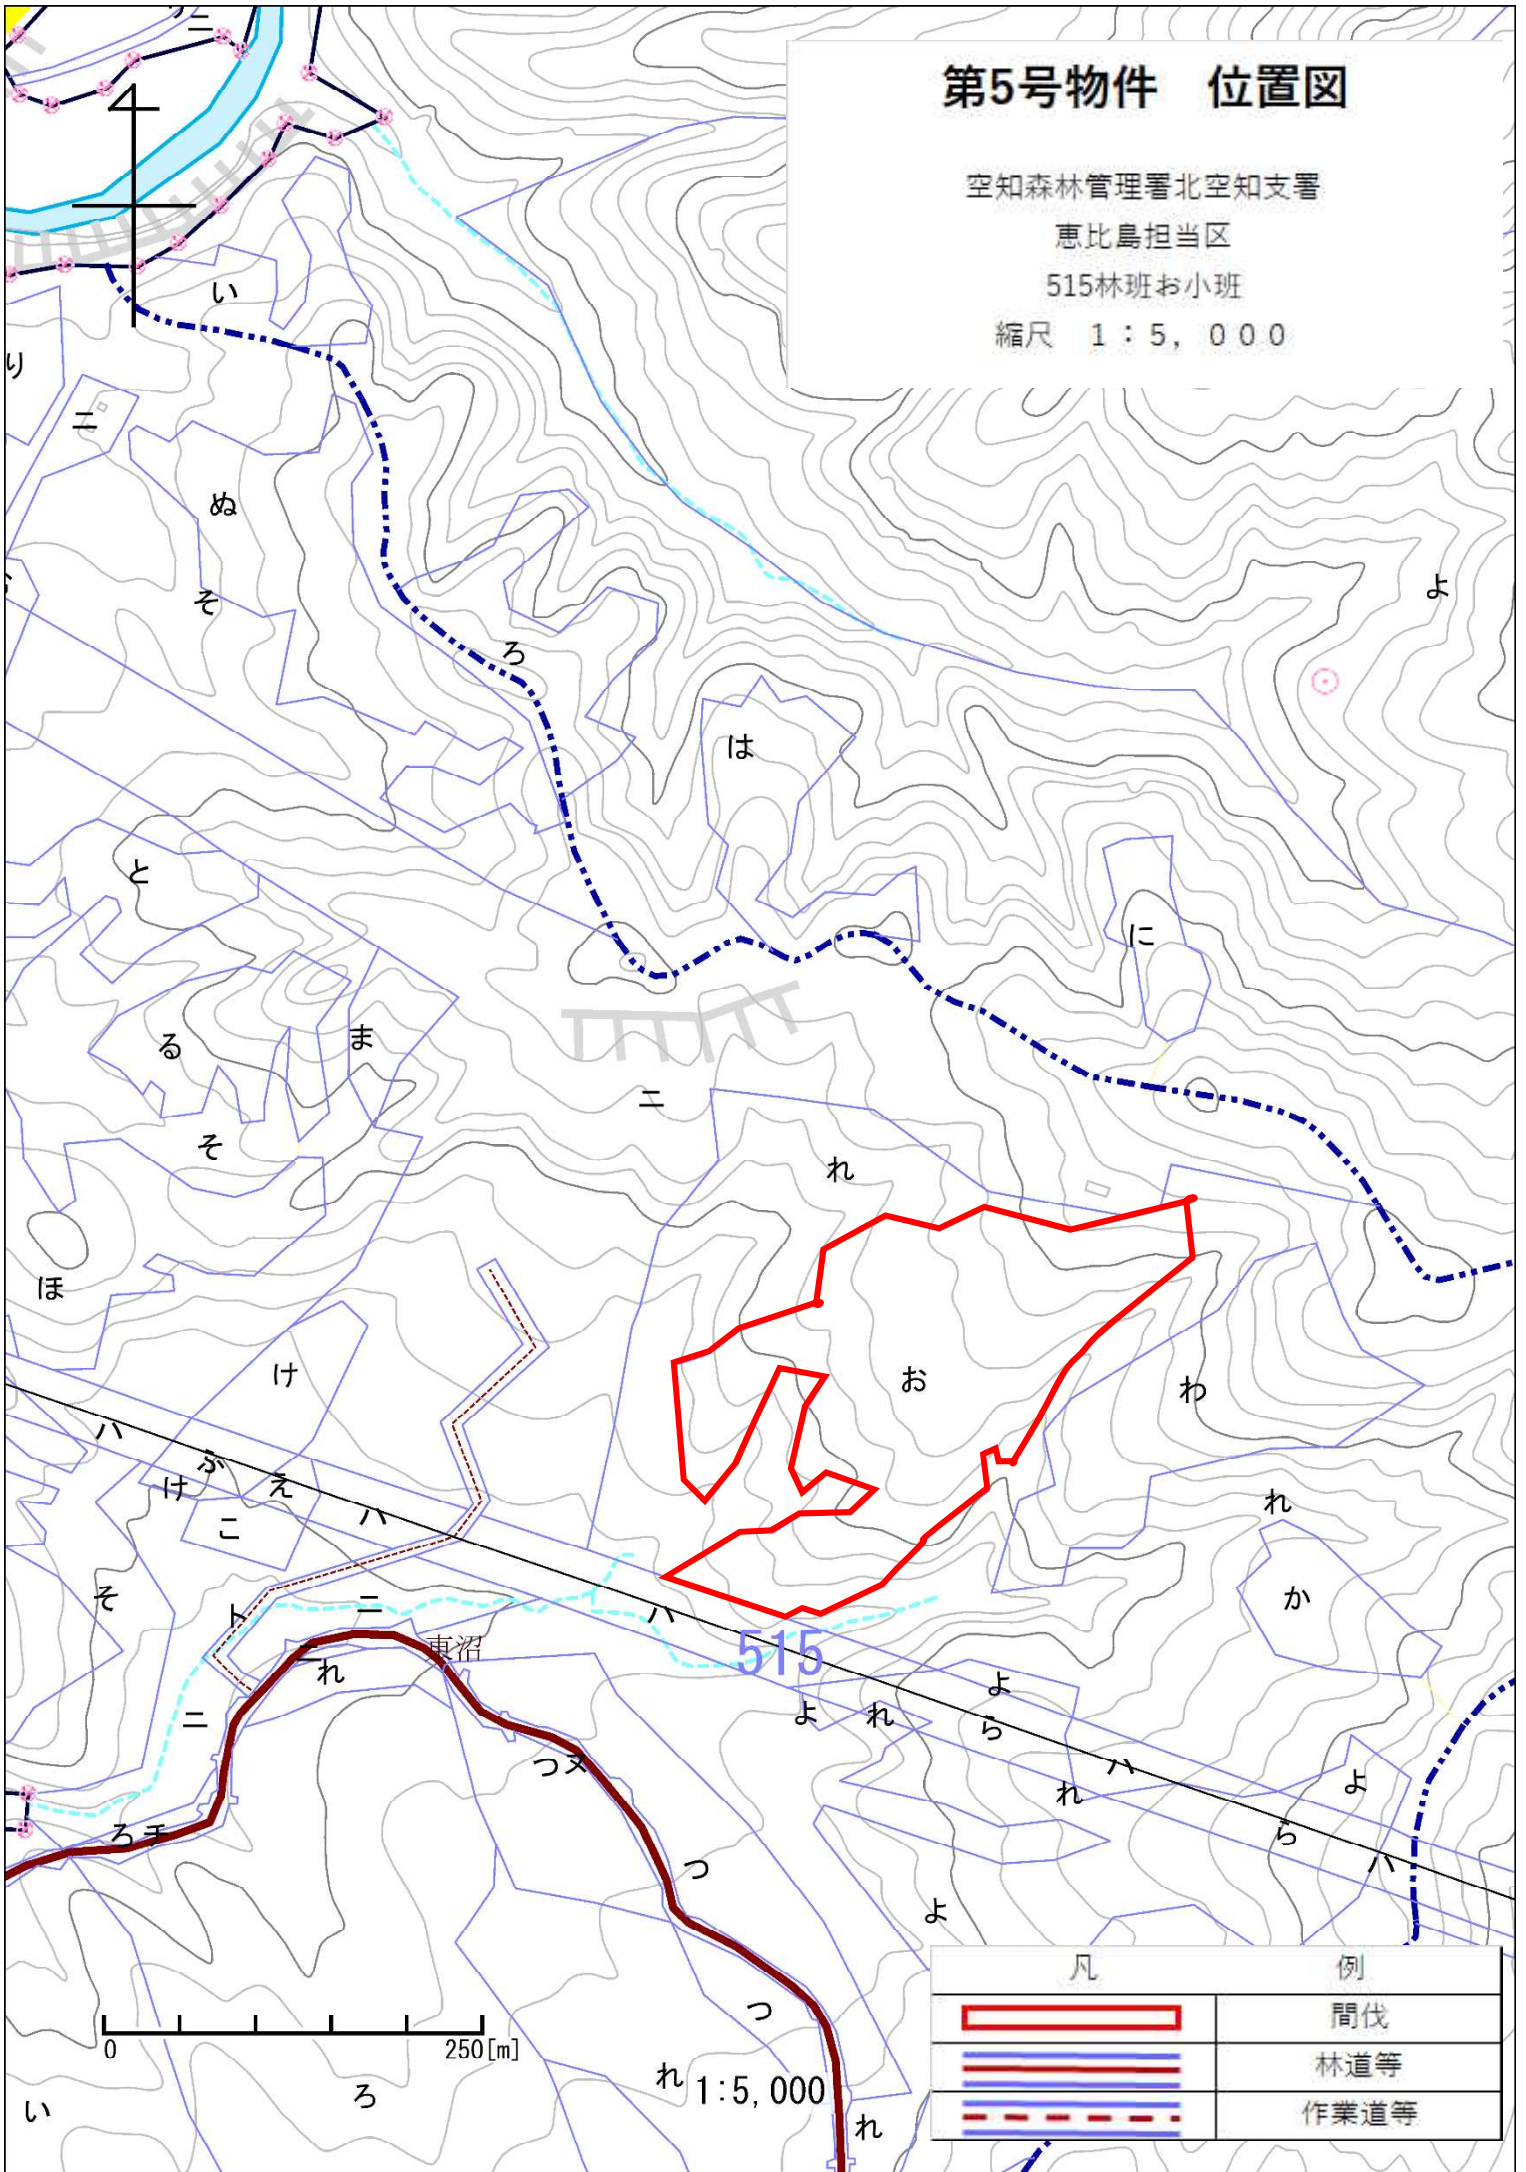 第5号物件　位置図
空知森林管理署北空知支署
恵比島担当区
515林班お小班
縮尺　1：5，000
ニ
い
り
ニ
ぬ
そ
よ
ろ
は
と
に
る
ま
ニ
そ
れ
ほ
け
お
わ
ハ
ふ
え
け
ハ
こ
れ
そ
か
ト
ニ
ハ
ニ
東沼
れ
515
ニ
よ
れ
よ
ら
つヌ
ハ
れ
よ
ろチ
ら
ハ
つ
よ
つ
0 250[m]
れ
1:5,000
い
ろ
れ
凡 例
間伐
林道等
作業道等